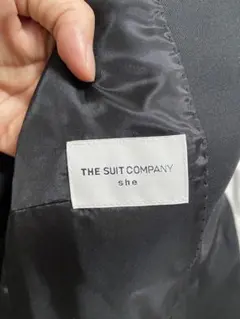 THE SUIT COMPANY
she